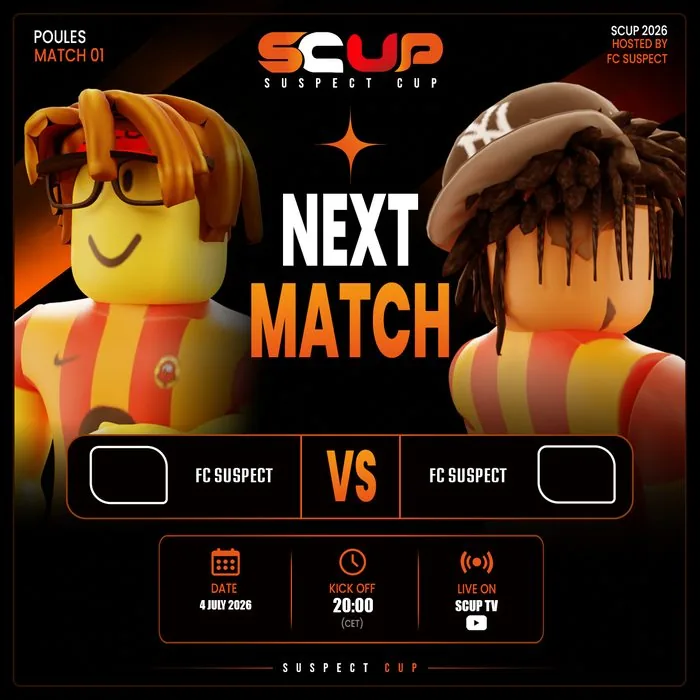 POULES
MATCH 01
SCUP
SUSPECT CUP
SCUP 2026
HOSTED BY
FC SUSPECT
NY
NEXT
MATCH
FC SUSPECT
VS
FC SUSPECT
DATE
4 JULY 2026
KICK OFF
20:00
(CET)
LIVE ON
SCUP TV
SUSPECT CUP